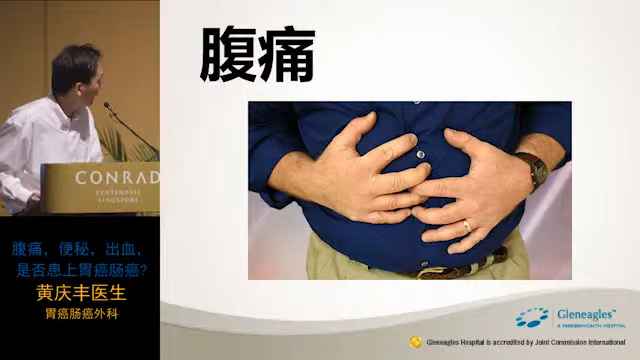 腹痛
CONRAD
CENTENNIAL
SINGAPORE
腹痛，便秘，出血，
是否患上胃癌肠癌?
黄庆丰医生
胃癌肠癌外科
Gleneagles™
A PARKWAYHEALTH HOSPITAL
Gleneagles Hospital is accredited by Joint Commission International